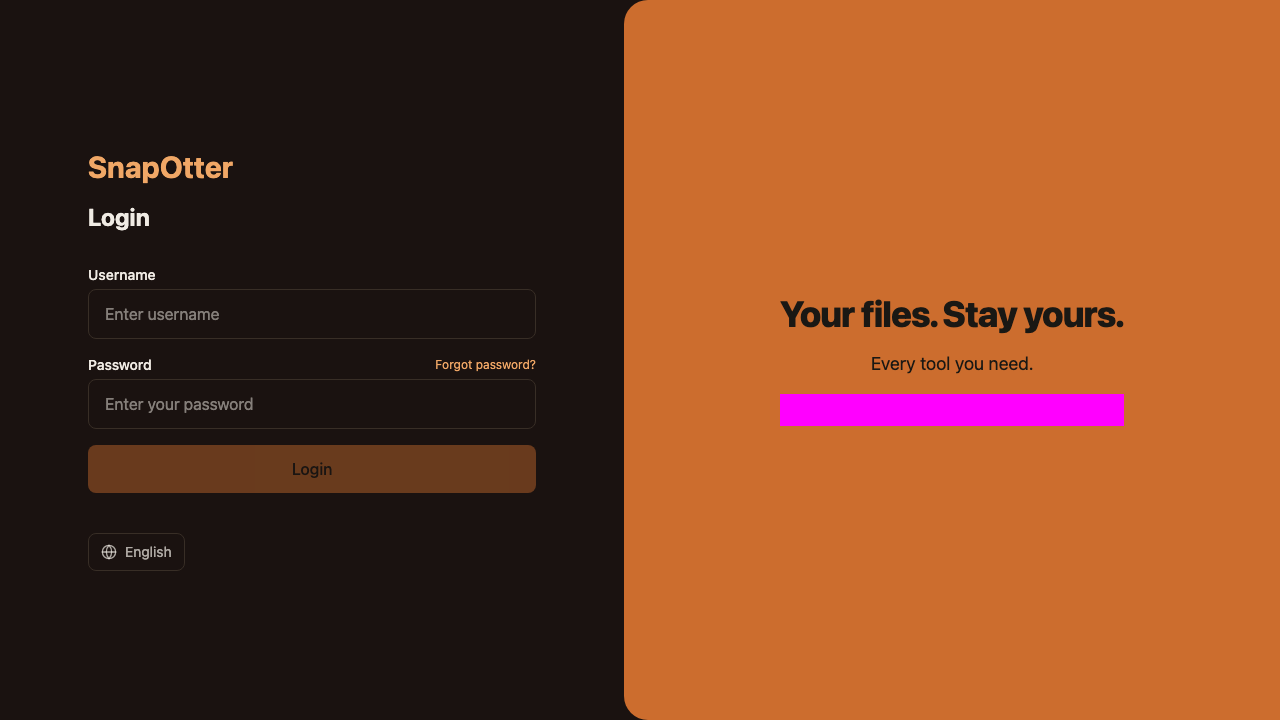 SnapOtter
Login
Username
Enter username
Password
Forgot password?
Enter your password
Login
English
Your files. Stay yours.
Every tool you need.